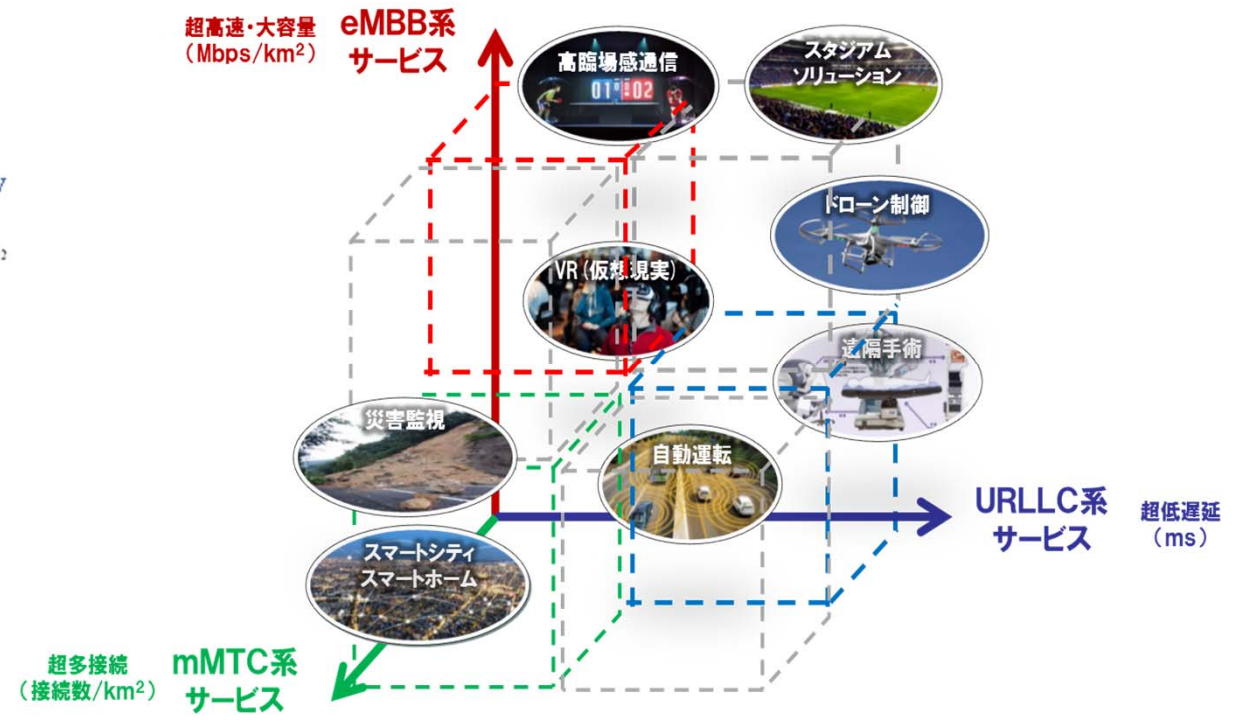 超高速・大容量
（Mbps/km²）
eMBB系
サービス
高臨場感通信
01 02
スタジアム
ソリューション
ドローン制御
VR（仮想現実）
遠隔手術
災害監視
自動運転
URLLC系
サービス
超低遅延
（ms）
スマートシティ
スマートホーム
超多接続
（接続数/km²）
mMTC系
サービス